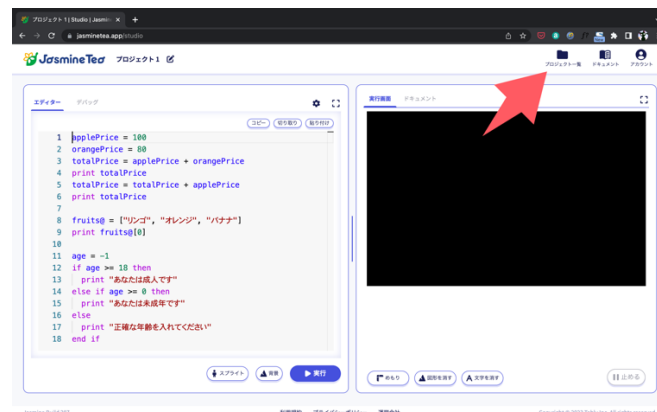 プロジェクト1 | Studio | Jasmin
jasminetea.app/studio
JasmineTea
プロジェクト1
プロジェクト一覧
ドキュメント
アカウント
エディター
デバッグ
コピー
切り取り
貼り付け
1 applePrice = 100
2 orangePrice = 80
3 totalPrice = applePrice + orangePrice
4 print totalPrice
5 totalPrice = totalPrice + applePrice
6 print totalPrice
7
8 fruits@ = ["リンゴ", "オレンジ", "バナナ"]
9 print fruits@[0]
10
11 age = -1
12 if age >= 18 then
13 print "あなたは成人です"
14 else if age >= 0 then
15 print "あなたは未成年です"
16 else
17 print "正確な年齢を入れてください"
18 end if
スプライト
背景
実行
実行画面
ドキュメント
めもり
図形を消す
文字を消す
止める